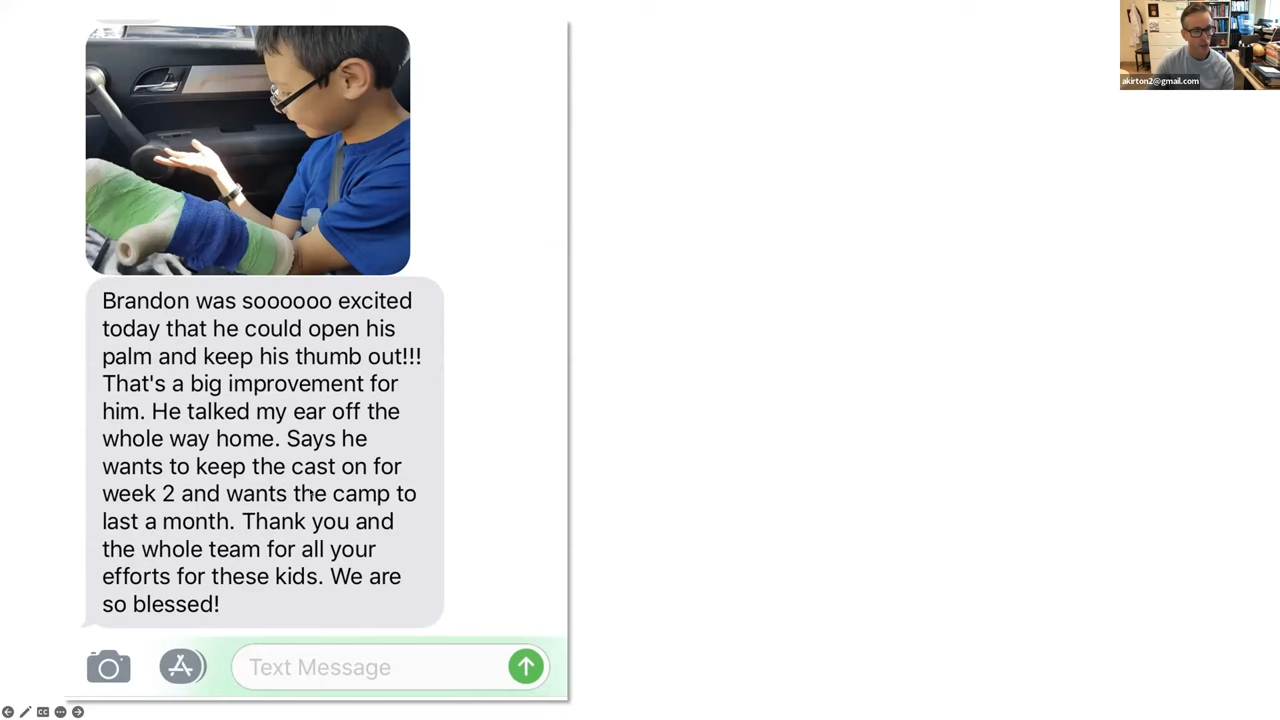 akirton2@gmail.com
Brandon was soooooo excited
today that he could open his
palm and keep his thumb out!!!
That's a big improvement for
him. He talked my ear off the
whole way home. Says he
wants to keep the cast on for
week 2 and wants the camp to
last a month. Thank you and
the whole team for all your
efforts for these kids. We are
so blessed!
Text Message